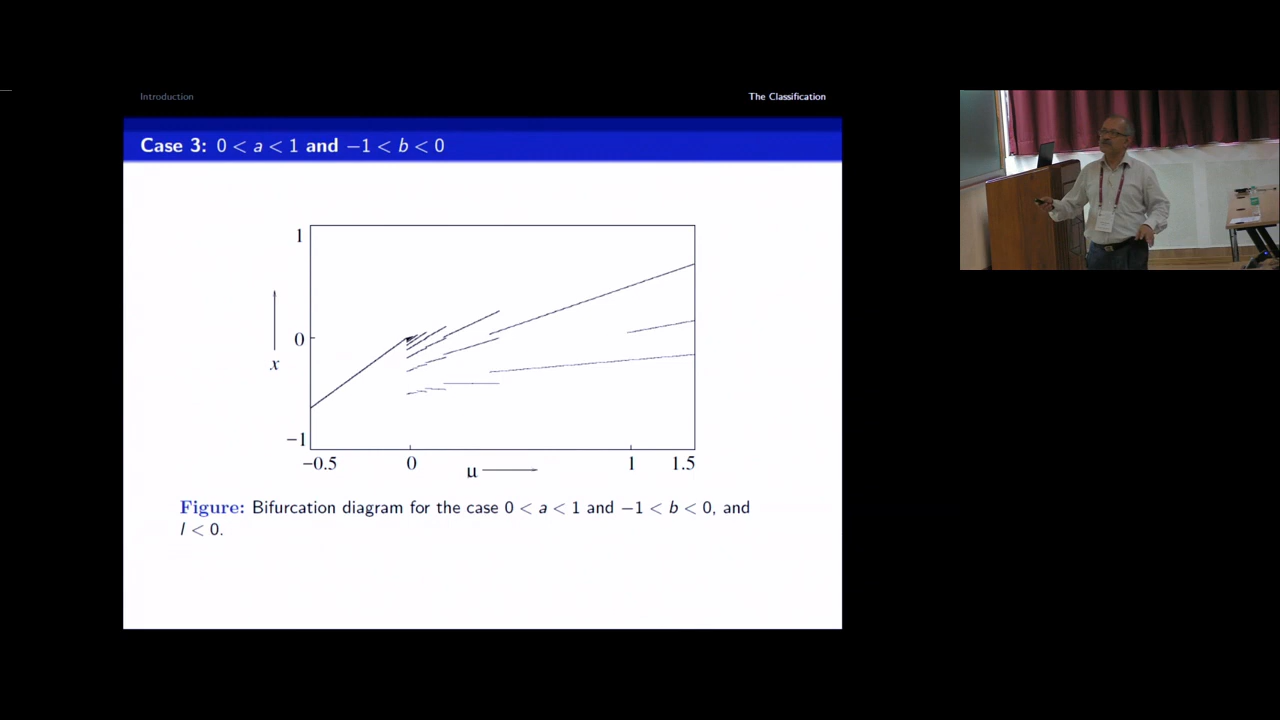 Introduction
The Classification
Case 3: 0 < a < 1 and −1 < b < 0
1
0
x
−1
−0.5
0
μ
1
1.5
Figure: Bifurcation diagram for the case 0 < a < 1 and −1 < b < 0, and
l < 0.